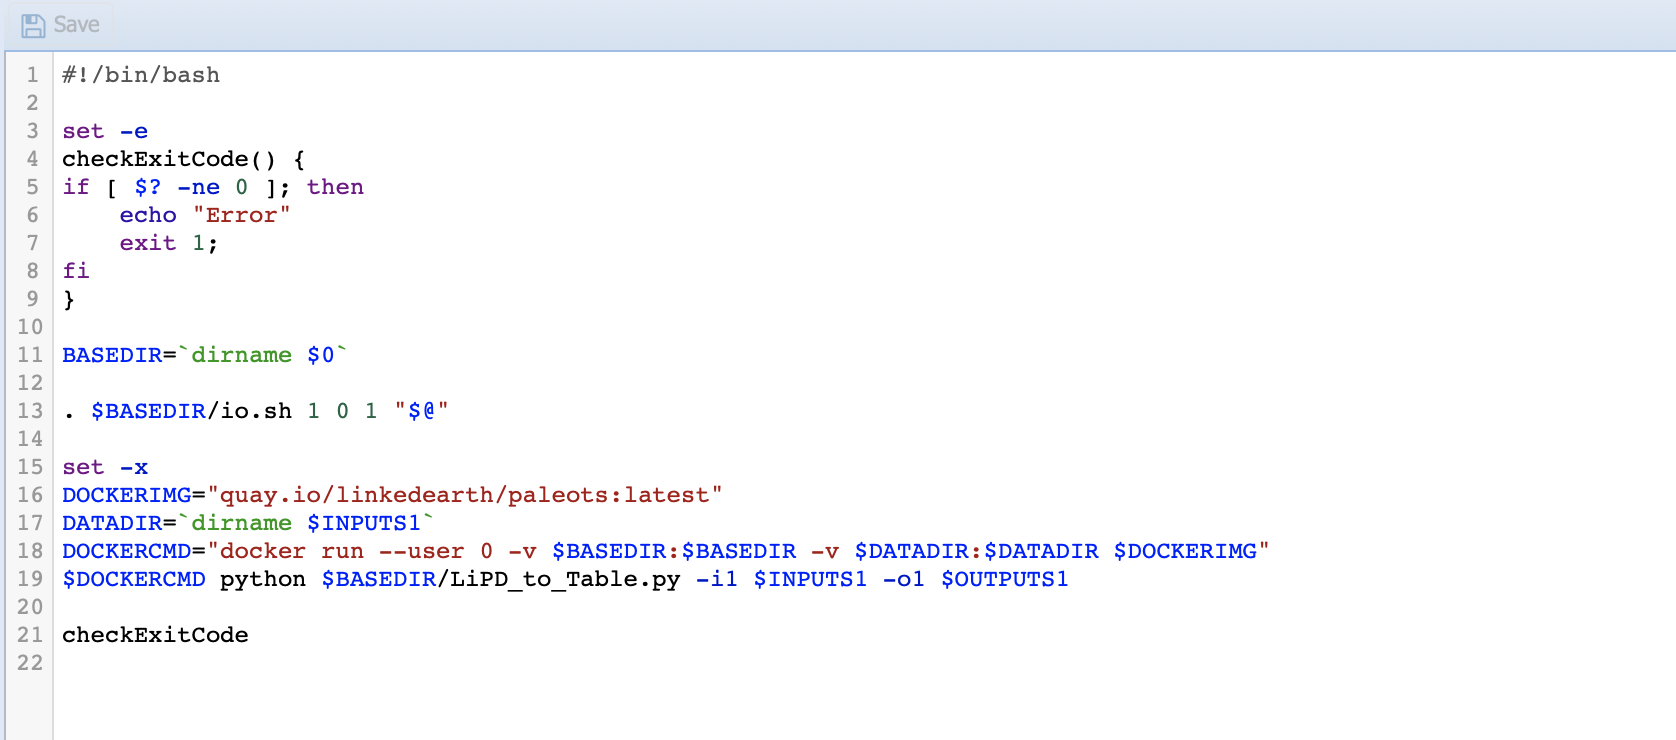 Save
1 #!/bin/bash
2
3 set -e
4 checkExitCode() {
5 if [ $? -ne 0 ]; then
6     echo "Error"
7     exit 1;
8 fi
9 }
10
11 BASEDIR=`dirname $0`
12
13 . $BASEDIR/io.sh 1 0 1 "$@"
14
15 set -x
16 DOCKERIMG="quay.io/linkedearth/paleots:latest"
17 DATADIR=`dirname $INPUTS1`
18 DOCKERCMD="docker run --user 0 -v $BASEDIR:$BASEDIR -v $DATADIR:$DATADIR $DOCKERIMG"
19 $DOCKERCMD python $BASEDIR/LiPD_to_Table.py -i1 $INPUTS1 -o1 $OUTPUTS1
20
21 checkExitCode
22